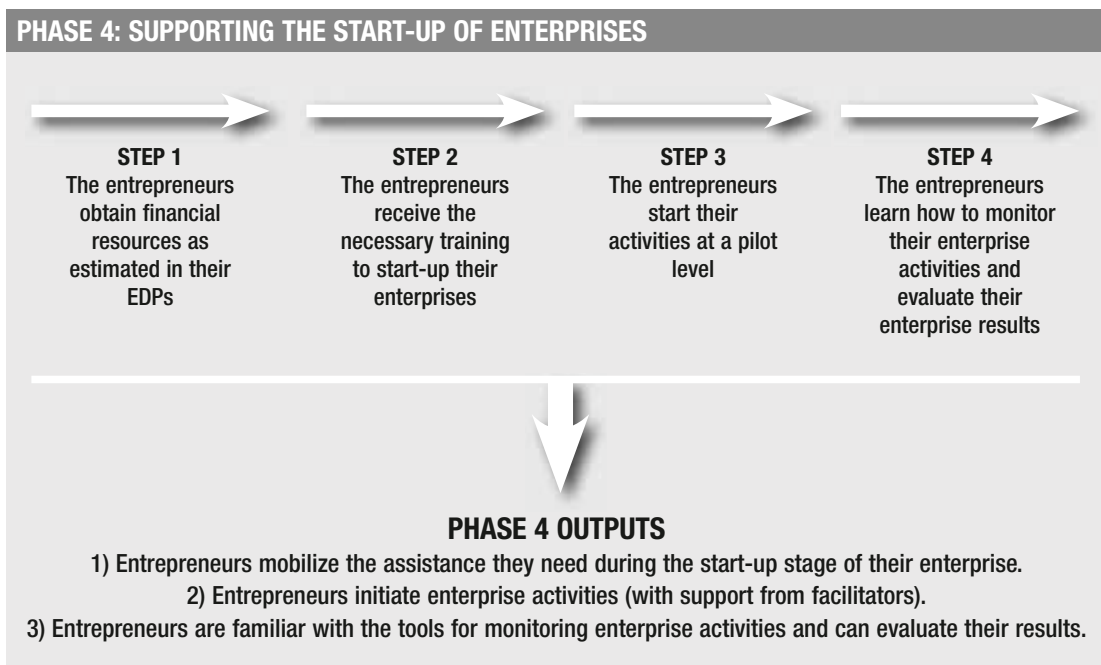 PHASE 4: SUPPORTING THE START-UP OF ENTERPRISES
STEP 1
The entrepreneurs
obtain financial
resources as
estimated in their
EDPs
STEP 2
The entrepreneurs
receive the
necessary training
to start-up their
enterprises
STEP 3
The entrepreneurs
start their
activities at a pilot
level
STEP 4
The entrepreneurs
learn how to monitor
their enterprise
activities and
evaluate their
enterprise results
PHASE 4 OUTPUTS
1) Entrepreneurs mobilize the assistance they need during the start-up stage of their enterprise.
2) Entrepreneurs initiate enterprise activities (with support from facilitators).
3) Entrepreneurs are familiar with the tools for monitoring enterprise activities and can evaluate their results.